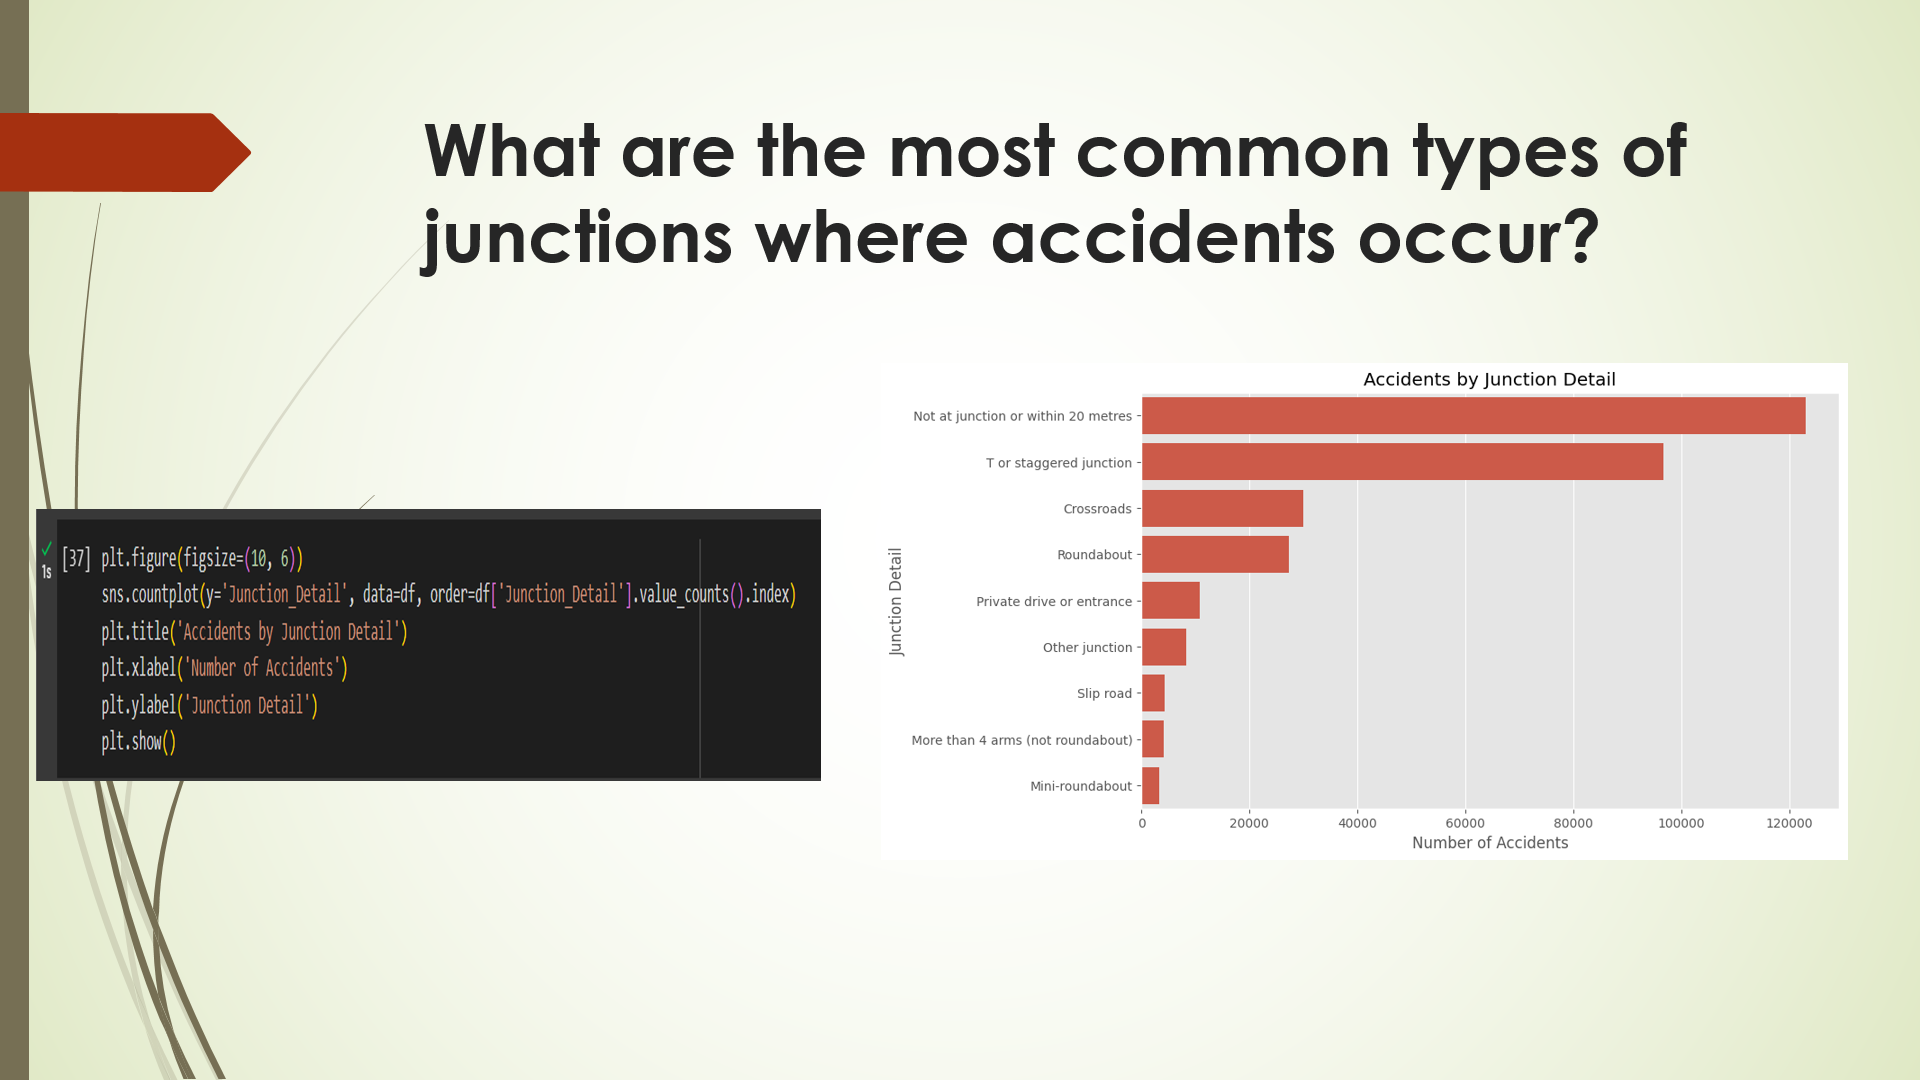 What are the most common types of
junctions where accidents occur?
✓
1s
[37] plt.figure(figsize=(10, 6))
sns.countplot(y='Junction_Detail', data=df, order=df['Junction_Detail'].value_counts().index)
plt.title('Accidents by Junction Detail')
plt.xlabel('Number of Accidents')
plt.ylabel('Junction Detail')
plt.show()
Accidents by Junction Detail
Junction Detail
Not at junction or within 20 metres
T or staggered junction
Crossroads
Roundabout
Private drive or entrance
Other junction
Slip road
More than 4 arms (not roundabout)
Mini-roundabout
0 20000 40000 60000 80000 100000 120000
Number of Accidents